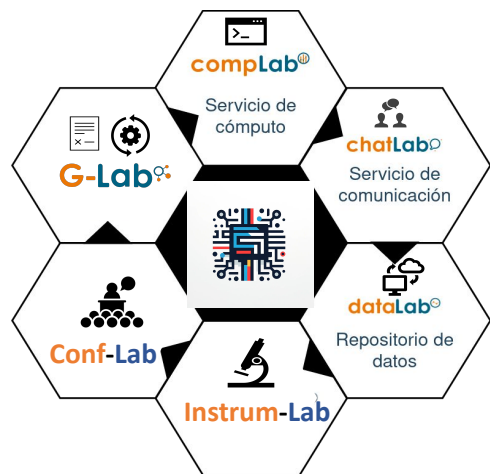 compLab
Servicio de
cómputo
G-Lab
chatLab
Servicio de
comunicación
Conf-Lab
dataLab
Repositorio de
datos
Instrum-Lab